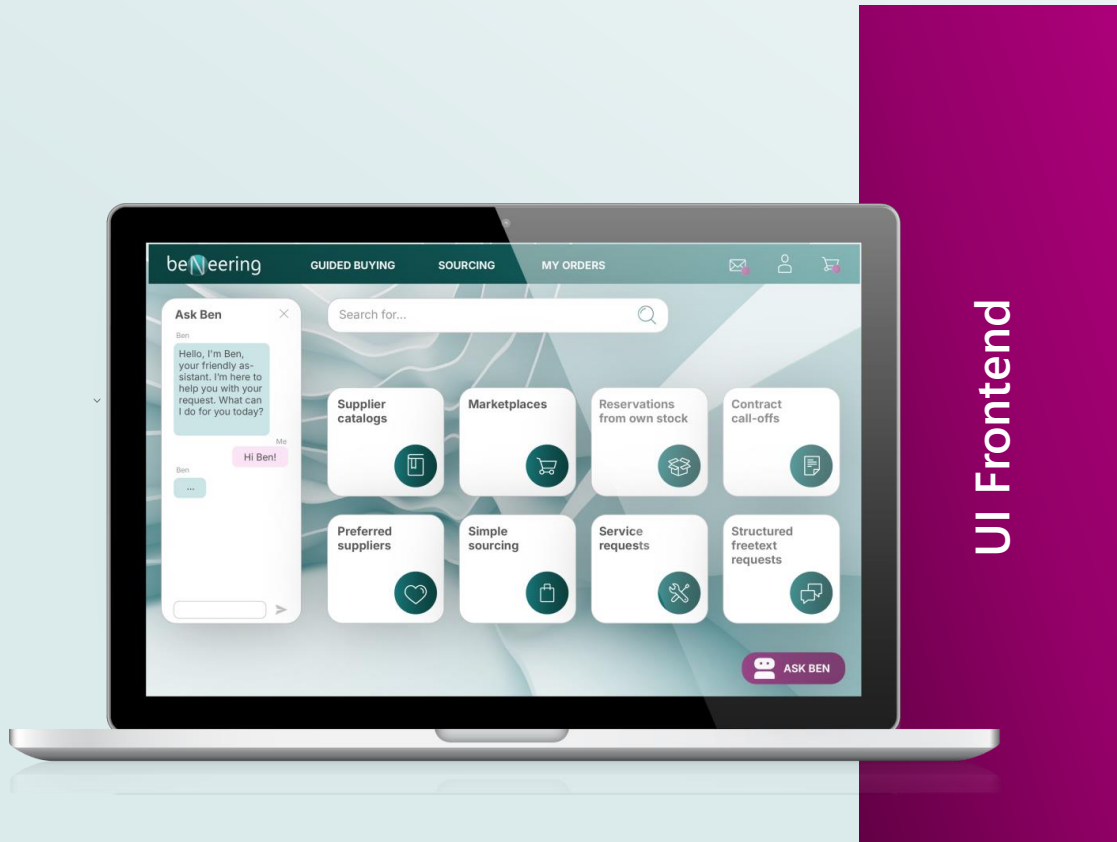 beNeering
GUIDED BUYING
SOURCING
MY ORDERS
Ask Ben
Ben
Hello, I'm Ben,
your friendly as-
sistant. I'm here to
help you with your
request. What can
I do for you today?
Me
Hi Ben!
Ben
...
Search for...
Supplier
catalogs
Marketplaces
Reservations
from own stock
Contract
call-offs
Preferred
suppliers
Simple
sourcing
Service
requests
Structured
freetext
requests
ASK BEN
UI Frontend